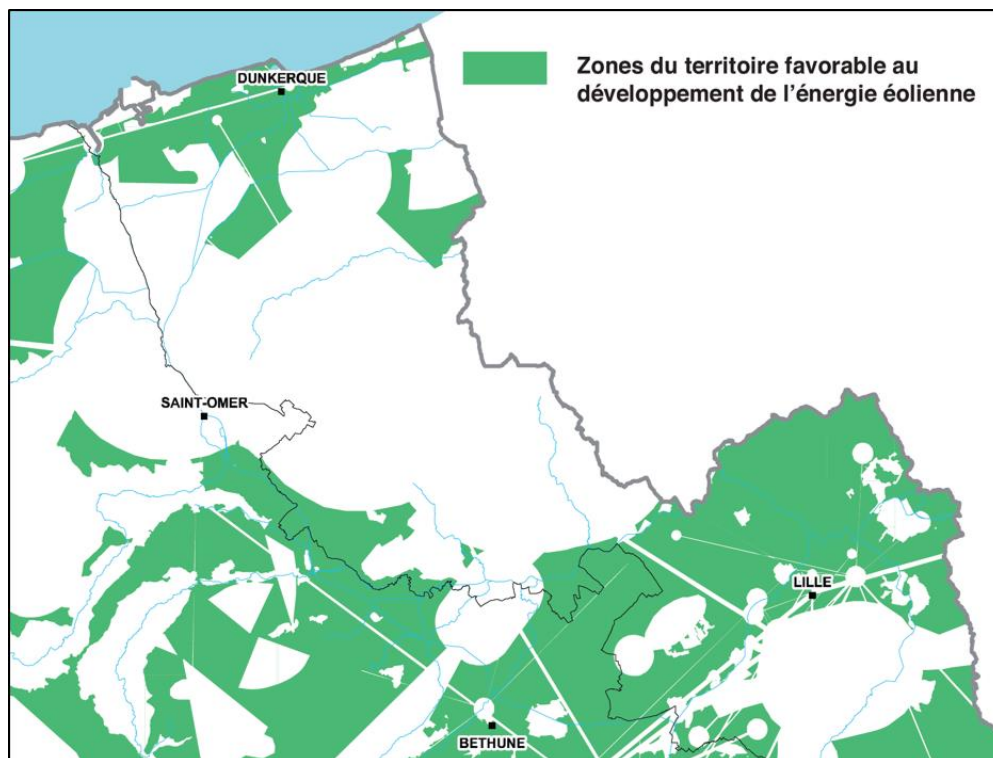 DUNKERQUE
Zones du territoire favorable au
développement de l'énergie éolienne
SAINT-OMER
LILLE
BETHUNE